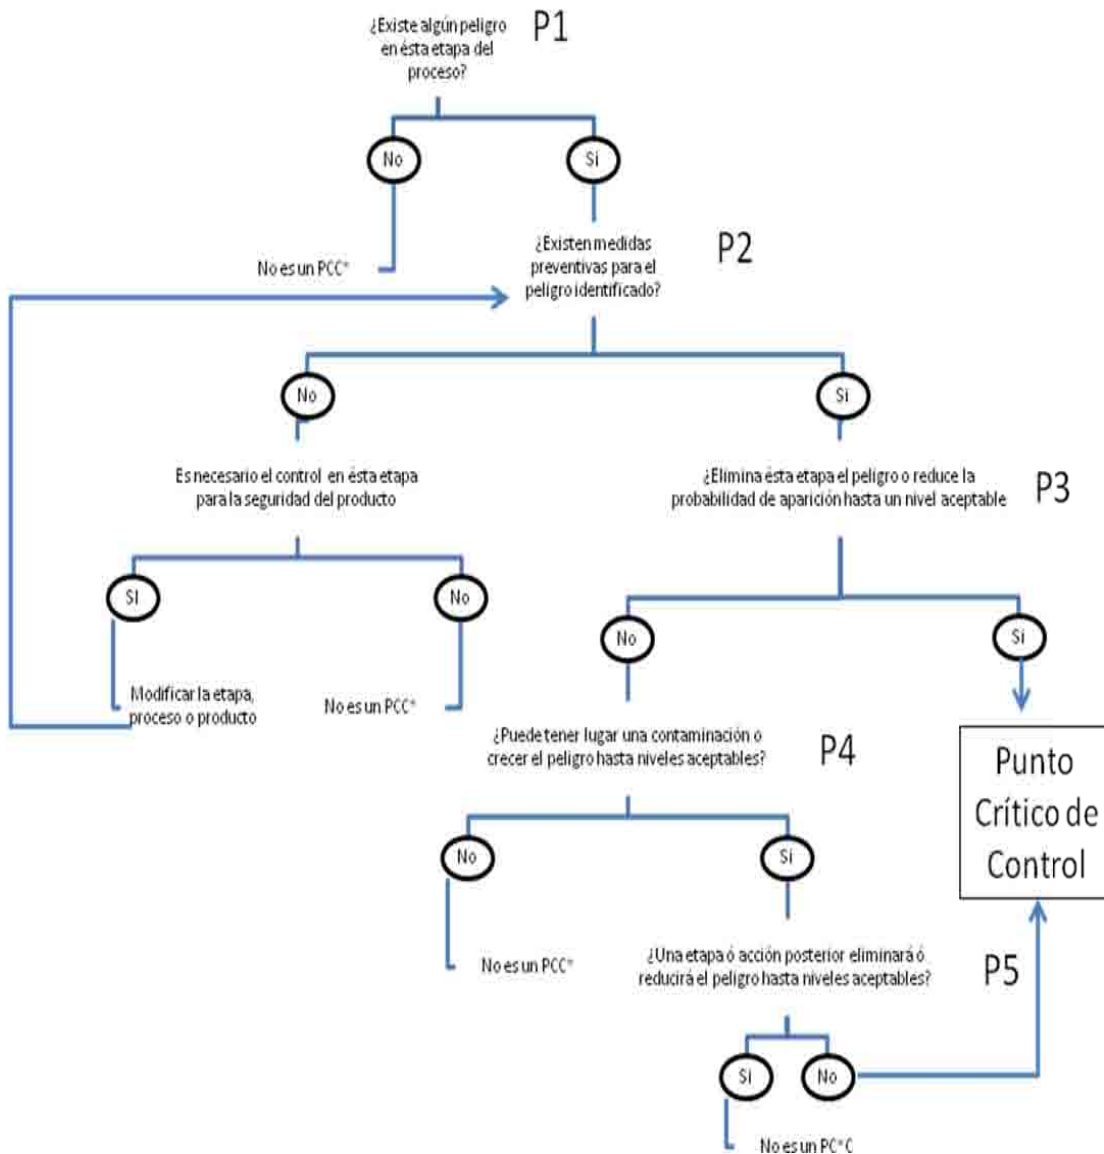 ¿Existe algún peligro
en ésta etapa del
proceso?
P1
No
Si
No es un PCC*
¿Existen medidas
preventivas para el
peligro identificado?
P2
No
Si
Es necesario el control en ésta etapa
para la seguridad del producto
¿Elimina ésta etapa el peligro o reduce la
probabilidad de aparición hasta un nivel aceptable
P3
SI
No
No
Si
Modificar la etapa,
proceso o producto
No es un PCC*
¿Puede tener lugar una contaminación o
crecer el peligro hasta niveles aceptables?
P4
Punto
Crítico de
Control
No
Si
No es un PCC*
¿Una etapa ó acción posterior eliminará ó
reducirá el peligro hasta niveles aceptables?
P5
Si
No
No es un PC*C